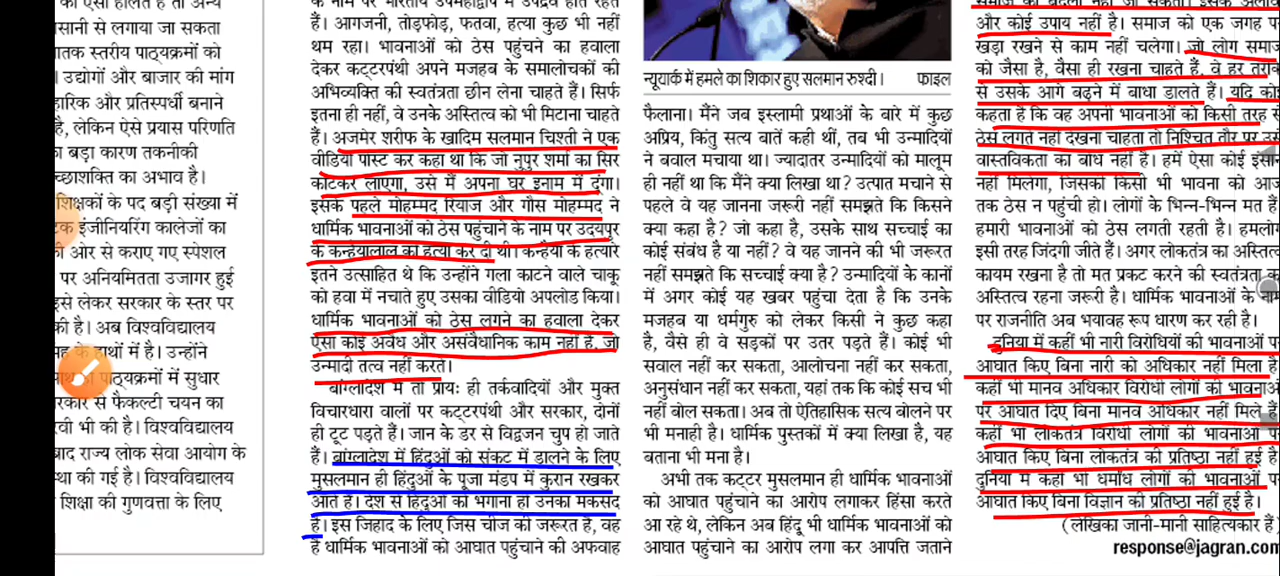 का ऐसी हालत है तो अन्य
सानी से लगाया जा सकता
ातक स्तरीय पाठ्यक्रमों को
। उद्योगों और बाजार की मांग
हारिक और प्रतिस्पर्धी बनाने
है, लेकिन ऐसे प्रयास परिणति
ा बड़ा कारण तकनीकी
च्छाशक्ति का अभाव है।
शिक्षकों के पद बड़ी संख्या में
इंजीनियरिंग कालेजों का
की ओर से कराए गए स्पेशल
पर अनियमितता उजागर हुई
इसे लेकर सरकार के स्तर पर
की है। अब विश्वविद्यालय
के हाथों में है। उन्होंने
पाठ्यक्रमों में सुधार
रकार से फैकल्टी चयन का
रवी भी की है। विश्वविद्यालय
बाद राज्य लोक सेवा आयोग के
स्था की गई है। विश्वविद्यालय
शिक्षा की गुणवत्ता के लिए
के नाम पर भारतीय उपमहाद्वीप में उपद्रव होते रहते
हैं। आगजनी, तोड़फोड़, फतवा, हत्या कुछ भी नहीं
थम रहा। भावनाओं को ठेस पहुंचने का हवाला
देकर कट्टरपंथी अपने मजहब के समालोचकों की
अभिव्यक्ति की स्वतंत्रता छीन लेना चाहते हैं। सिर्फ
इतना ही नहीं, वे उनके अस्तित्व को भी मिटाना चाहते
हैं। अजमेर शरीफ के खादिम सलमान चिश्ती ने एक
वीडियो पोस्ट कर कहा था कि जो नुपुर शर्मा का सिर
काटकर लाएगा, उसे मैं अपना घर इनाम में दूंगा।
इसके पहले मोहम्मद रियाज और गौस मोहम्मद ने
धार्मिक भावनाओं को ठेस पहुंचाने के नाम पर उदयपुर
के कन्हैयालाल की हत्या कर दी थी। कन्हैया के हत्यारे
इतने उत्साहित थे कि उन्होंने गला काटने वाले चाकू
को हवा में नचाते हुए उसका वीडियो अपलोड किया।
धार्मिक भावनाओं को ठेस लगने का हवाला देकर
ऐसा कोई अवैध और असंवैधानिक काम नहीं है, जो
उन्मादी तत्व नहीं करते।
बांग्लादेश में तो प्रायः ही तर्कवादियों और मुक्त
विचारधारा वालों पर कट्टरपंथी और सरकार, दोनों
ही टूट पड़ते हैं। जान के डर से विद्वजन चुप हो जाते
हैं। बांग्लादेश में हिंदुओं को संकट में डालने के लिए
मुसलमान ही हिंदुओं के पूजा मंडप में कुरान रखकर
आते हैं। देश से हिंदुओं को भगाना ही उनका मकसद
है। इस जिहाद के लिए जिस चीज की जरूरत है, वह
है धार्मिक भावनाओं को आघात पहुंचाने की अफवाह
न्यूयार्क में हमले का शिकार हुए सलमान रुश्दी। फाइल
फैलाना। मैंने जब इस्लामी प्रथाओं के बारे में कुछ
अप्रिय, किंतु सत्य बातें कही थीं, तब भी उन्मादियों
ने बवाल मचाया था। ज्यादातर उन्मादियों को मालूम
ही नहीं था कि मैंने क्या लिखा था? उत्पात मचाने से
पहले वे यह जानना जरूरी नहीं समझते कि किसने
क्या कहा है? जो कहा है, उसके साथ सच्चाई का
कोई संबंध है या नहीं? वे यह जानने की भी जरूरत
नहीं समझते कि सच्चाई क्या है? उन्मादियों के कानों
में अगर कोई यह खबर पहुंचा देता है कि उनके
मजहब या धर्मगुरु को लेकर किसी ने कुछ कहा
है, वैसे ही वे सड़कों पर उतर पड़ते हैं। कोई भी
सवाल नहीं कर सकता, आलोचना नहीं कर सकता,
अनुसंधान नहीं कर सकता, यहां तक कि कोई सच भी
नहीं बोल सकता। अब तो ऐतिहासिक सत्य बोलने पर
भी मनाही है। धार्मिक पुस्तकों में क्या लिखा है, यह
बताना भी मना है।
अभी तक कट्टर मुसलमान ही धार्मिक भावनाओं
को आघात पहुंचाने का आरोप लगाकर हिंसा करते
आ रहे थे, लेकिन अब हिंदू भी धार्मिक भावनाओं को
आघात पहुंचाने का आरोप लगा कर आपत्ति जताने
समाज को बदला नहीं जा सकता। इसके अलावा
और कोई उपाय नहीं है। समाज को एक जगह प
खड़ा रखने से काम नहीं चलेगा। जो लोग समाज
को जैसा है, वैसा ही रखना चाहते हैं, वे हर तरीके
से उसके आगे बढ़ने में बाधा डालते हैं। यदि कोई
कहता है कि वह अपनी भावनाओं को किसी तरह से
ठेस लगते नहीं देखना चाहता तो निश्चित तौर पर उसे
वास्तविकता का बोध नहीं है। हमें ऐसा कोई इंसान
नहीं मिलेगा, जिसकी किसी भी भावना को आज
तक ठेस न पहुंची हो। लोगों के भिन्न-भिन्न मत हैं
हमारी भावनाओं को ठेस लगती रहती है। हमलोग
इसी तरह जिंदगी जीते हैं। अगर लोकतंत्र का अस्तित्व
कायम रखना है तो मत प्रकट करने की स्वतंत्रता का
अस्तित्व रहना जरूरी है। धार्मिक भावनाओं के नाम
पर राजनीति अब भयावह रूप धारण कर रही है।
दुनिया में कहीं भी नारी विरोधियों की भावनाओं प
आघात किए बिना नारी को अधिकार नहीं मिला है
कहीं भी मानव अधिकार विरोधी लोगों की भावनाओं
पर आघात दिए बिना मानव अधिकार नहीं मिले हैं
कहीं भी लोकतंत्र विरोधी लोगों की भावनाओं प
आघात किए बिना लोकतंत्र की प्रतिष्ठा नहीं हुई है
दुनिया में कहीं भी धर्मांध लोगों की भावनाओं प
आघात किए बिना विज्ञान की प्रतिष्ठा नहीं हुई है।
(लेखिका जानी-मानी साहित्यकार हैं
response@jagran.com